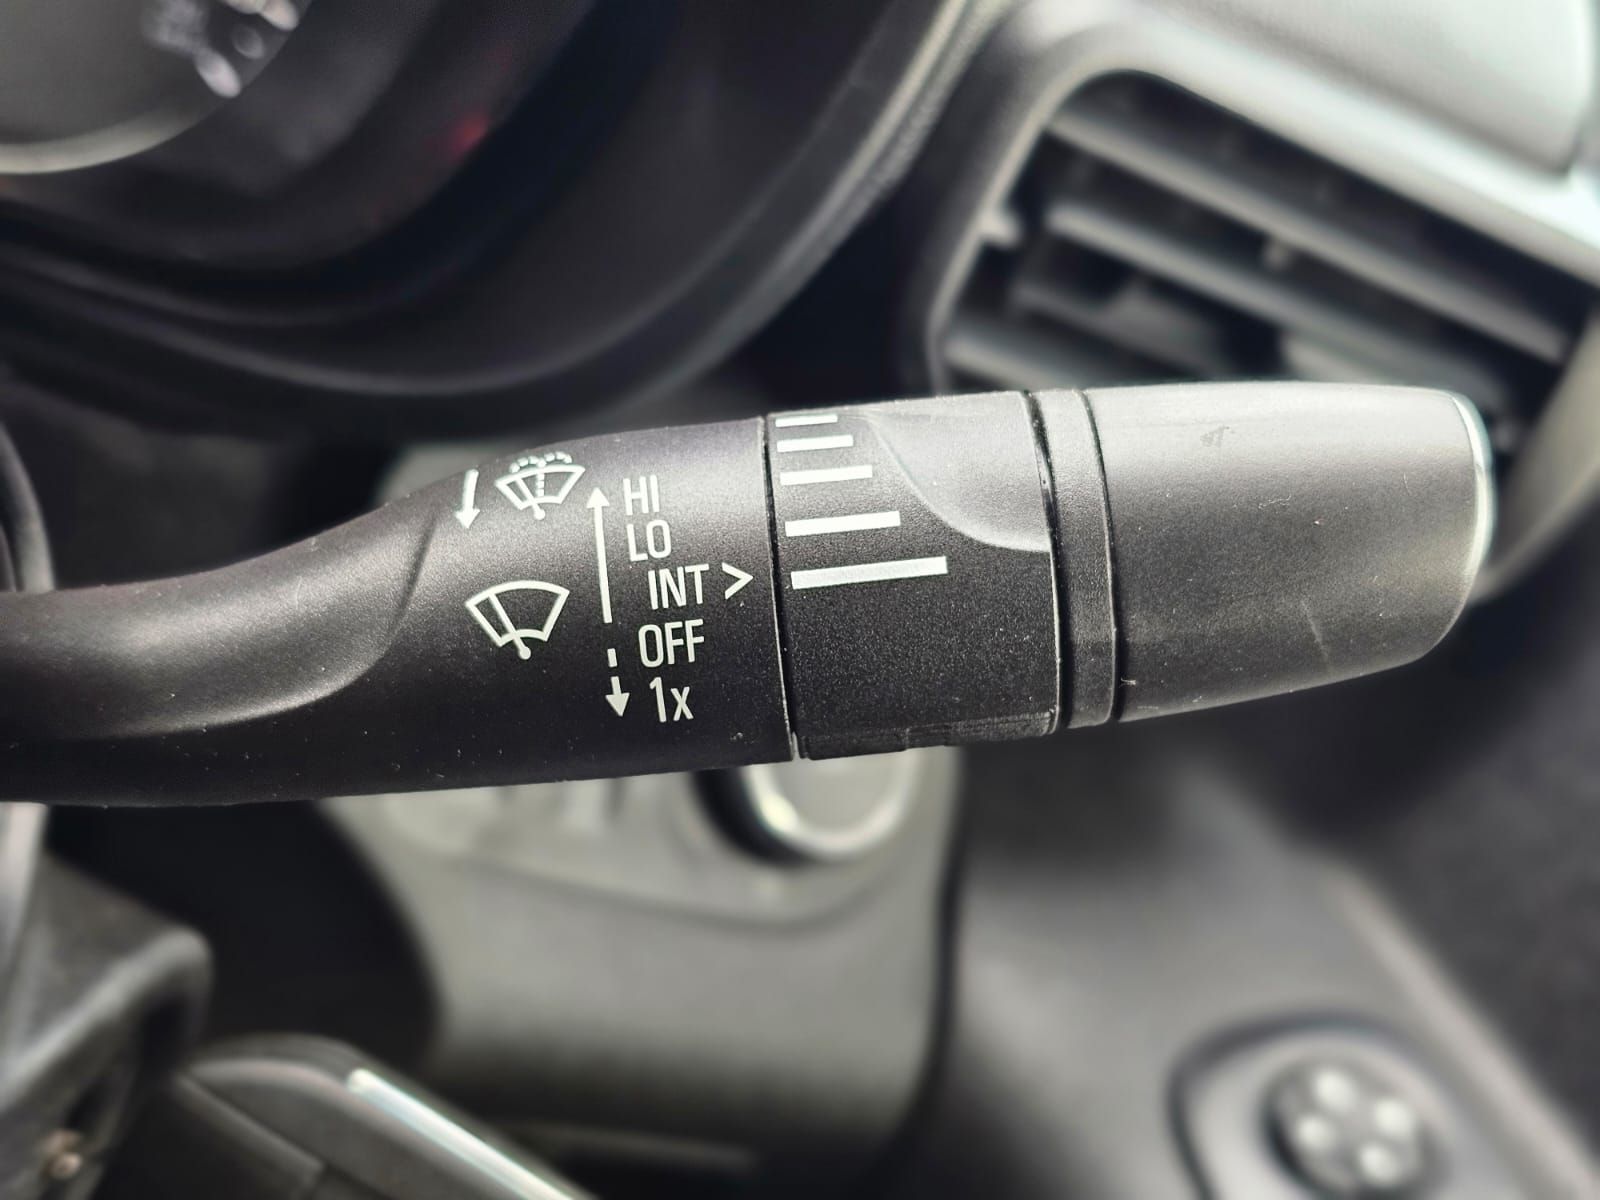 HI
LO
INT >
OFF
1x